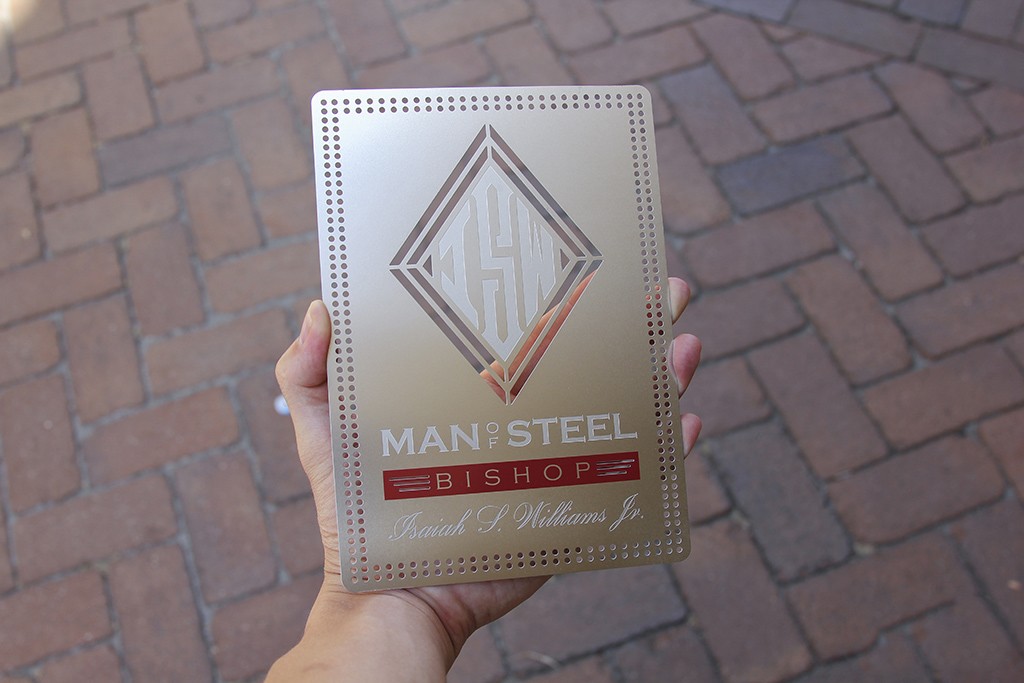 ISW
MAN OF STEEL
BISHOP
Isaiah S. Williams Jr.